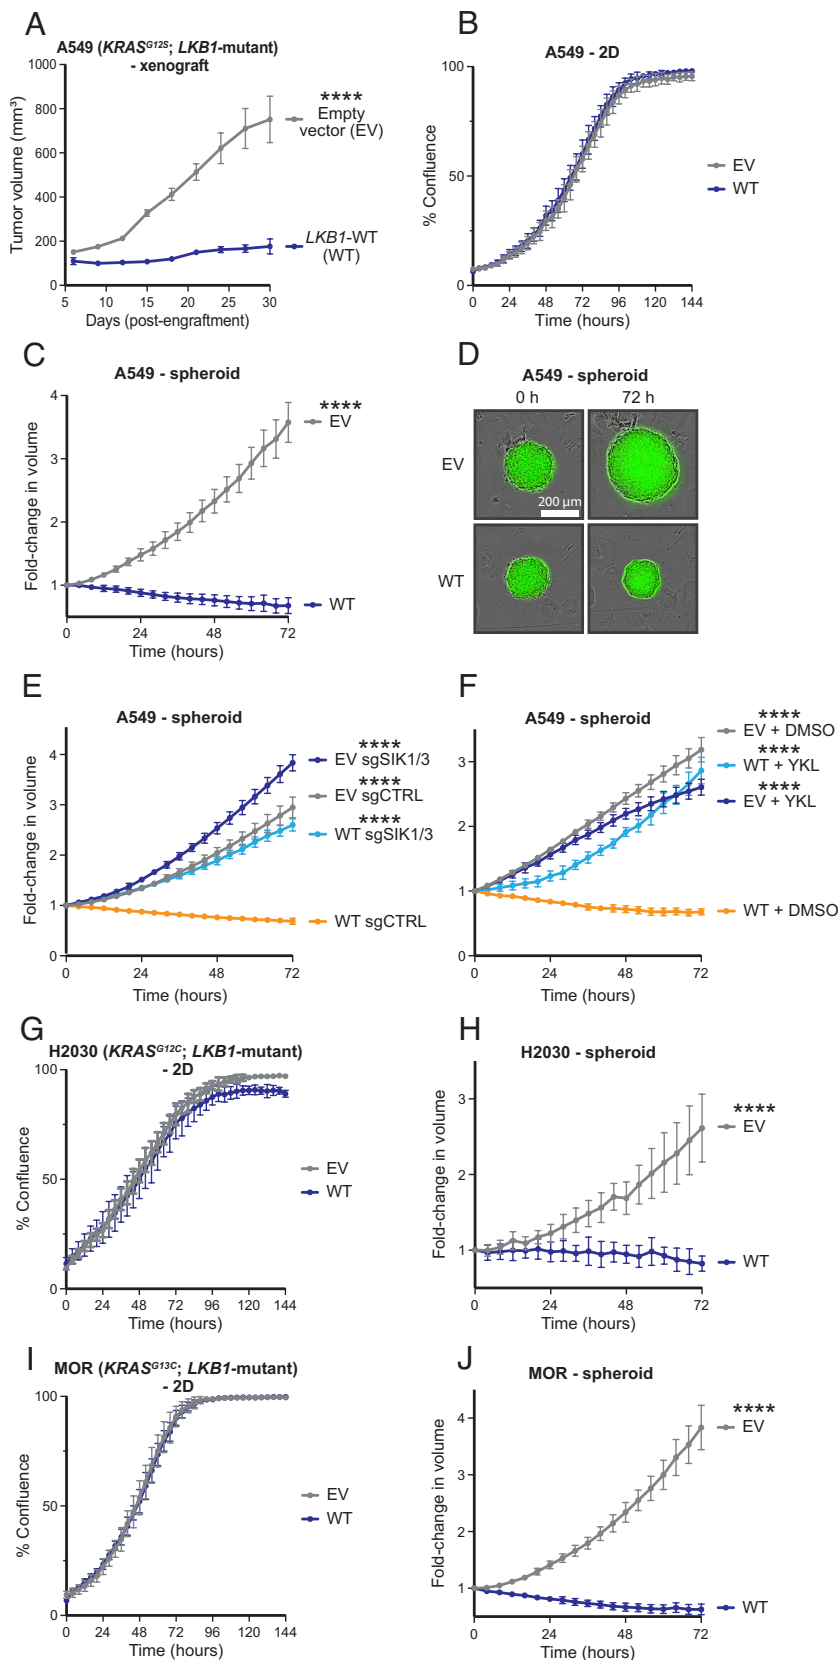 A
A549 (KRASG12S; LKB1-mutant)
- xenograft
Tumor volume (mm³)
1000
800
600
400
200
0
5 10 15 20 25 30
Days (post-engraftment)
****
Empty
vector (EV)
LKB1-WT
(WT)
B
A549 - 2D
% Confluence
100
50
0
0 24 48 72 96 120 144
Time (hours)
EV
WT
C
A549 - spheroid
Fold-change in volume
4
3
2
1
0 24 48 72
Time (hours)
****
EV
WT
D
A549 - spheroid
0 h 72 h
EV
200 µm
WT
E
A549 - spheroid
Fold-change in volume
4
3
2
1
0
0 24 48 72
Time (hours)
****
EV sgSIK1/3
****
EV sgCTRL
****
WT sgSIK1/3
WT sgCTRL
F
A549 - spheroid
Fold-change in volume
3
2
1
0
0 24 48 72
Time (hours)
****
EV + DMSO
****
WT + YKL
****
EV + YKL
WT + DMSO
G
H2030 (KRASG12C; LKB1-mutant)
- 2D
% Confluence
100
50
0
0 24 48 72 96 120 144
Time (hours)
EV
WT
H
H2030 - spheroid
Fold-change in volume
3
2
1
0 24 48 72
Time (hours)
****
EV
WT
I
MOR (KRASG13C; LKB1-mutant)
- 2D
% Confluence
100
50
0
0 24 48 72 96 120 144
Time (hours)
EV
WT
J
MOR - spheroid
Fold-change in volume
4
3
2
1
0 24 48 72
Time (hours)
****
EV
WT